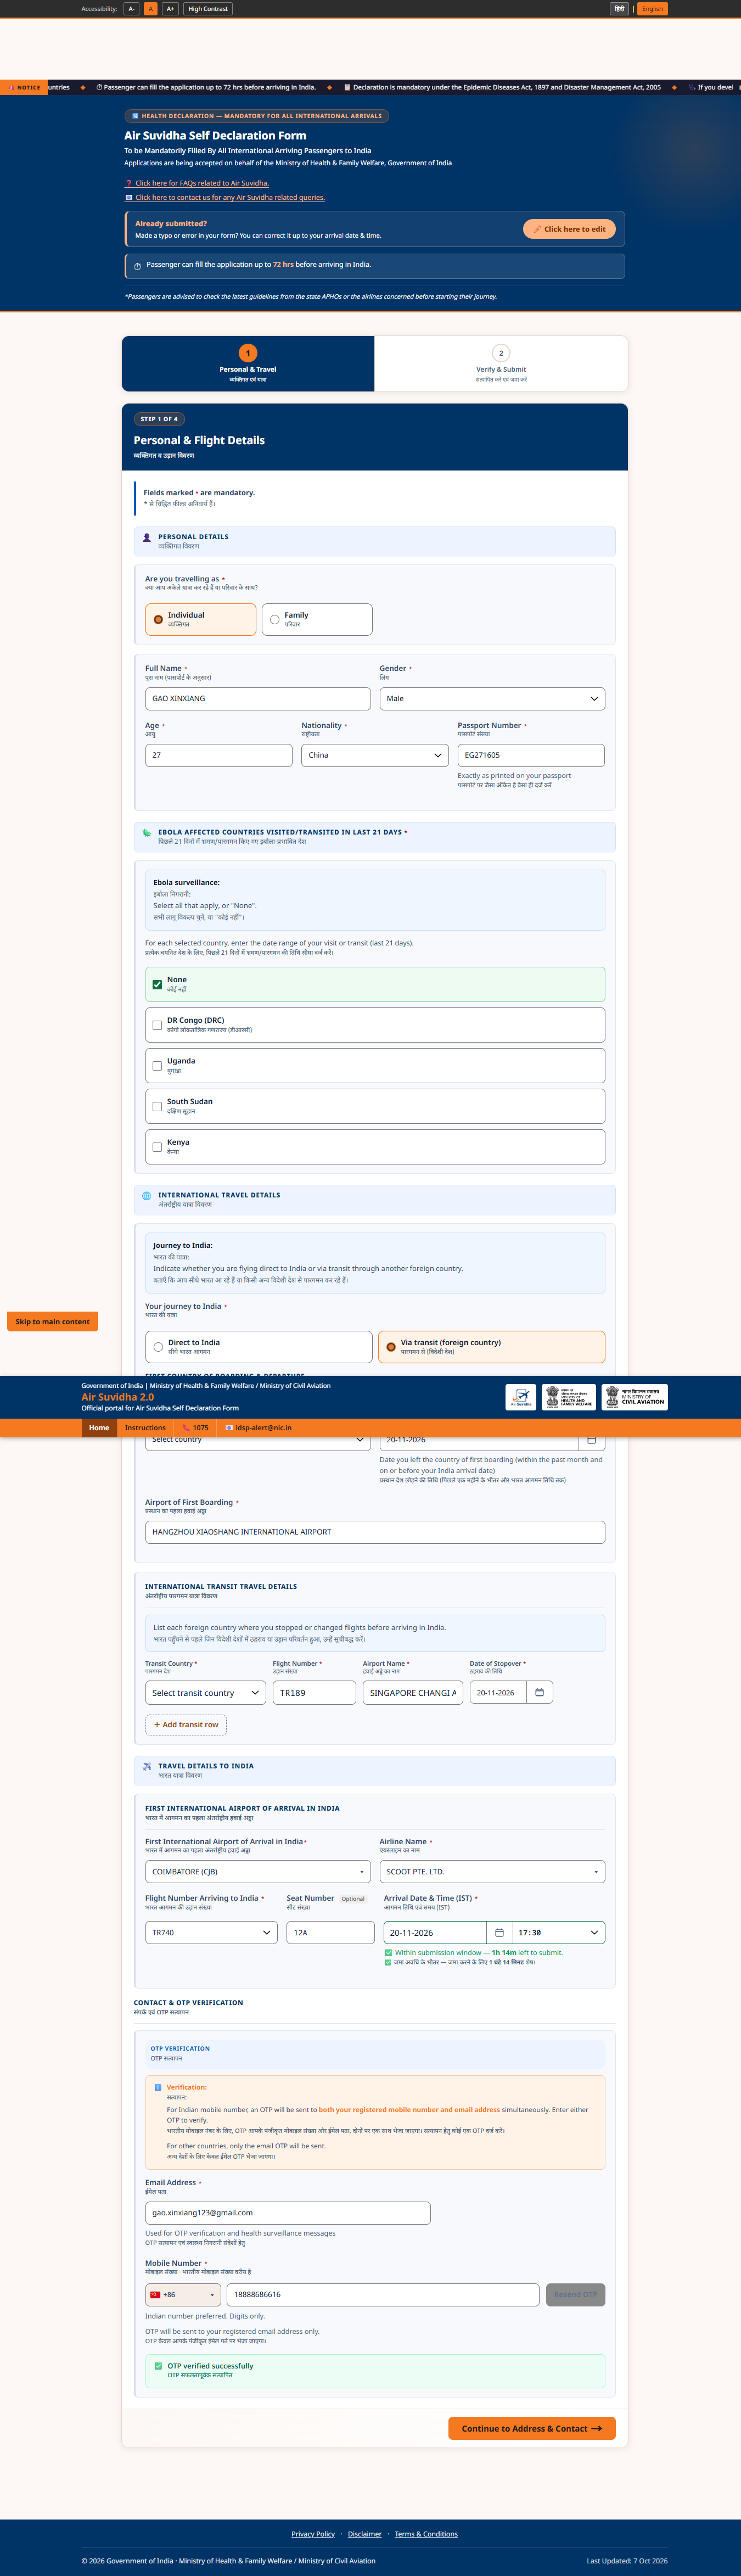 Accessibility: A- A A+ High Contrast हिंदी | English
NOTICE untries ◆ ⏱ Passenger can fill the application up to 72 hrs before arriving in India. ◆ Declaration is mandatory under the Epidemic Diseases Act, 1897 and Disaster Management Act, 2005 ◆ If you devel
HEALTH DECLARATION — MANDATORY FOR ALL INTERNATIONAL ARRIVALS
Air Suvidha Self Declaration Form
To be Mandatorily Filled By All International Arriving Passengers to India
Applications are being accepted on behalf of the Ministry of Health & Family Welfare, Government of India
❓ Click here for FAQs related to Air Suvidha.
📧 Click here to contact us for any Air Suvidha related queries.
Already submitted?
Made a typo or error in your form? You can correct it up to your arrival date & time.
Click here to edit
⏱ Passenger can fill the application up to 72 hrs before arriving in India.
*Passengers are advised to check the latest guidelines from the state APHOs or the airlines concerned before starting their journey.
1
Personal & Travel
व्यक्तिगत एवं यात्रा
2
Verify & Submit
सत्यापित करें एवं जमा करें
STEP 1 OF 4
Personal & Flight Details
व्यक्तिगत व उड़ान विवरण
Fields marked * are mandatory.
* से चिह्नित फ़ील्ड अनिवार्य हैं।
PERSONAL DETAILS
व्यक्तिगत विवरण
Are you travelling as *
क्या आप अकेले यात्रा कर रहे हैं या परिवार के साथ?
Individual
व्यक्तिगत
Family
परिवार
Full Name *
पूरा नाम (पासपोर्ट के अनुसार)
GAO XINXIANG
Gender *
लिंग
Male
Age *
आयु
27
Nationality *
राष्ट्रीयता
China
Passport Number *
पासपोर्ट संख्या
EG271605
Exactly as printed on your passport
पासपोर्ट पर जैसा अंकित है वैसा ही दर्ज करें
EBOLA AFFECTED COUNTRIES VISITED/TRANSITED IN LAST 21 DAYS *
पिछले 21 दिनों में भ्रमण/पारगमन किए गए इबोला-प्रभावित देश
Ebola surveillance:
इबोला निगरानी:
Select all that apply, or "None".
सभी लागू विकल्प चुनें, या "कोई नहीं"।
For each selected country, enter the date range of your visit or transit (last 21 days).
प्रत्येक चयनित देश के लिए, पिछले 21 दिनों में भ्रमण/पारगमन की तिथि सीमा दर्ज करें।
None
कोई नहीं
DR Congo (DRC)
कांगो लोकतांत्रिक गणराज्य (डीआरसी)
Uganda
युगांडा
South Sudan
दक्षिण सूडान
Kenya
केन्या
INTERNATIONAL TRAVEL DETAILS
अंतर्राष्ट्रीय यात्रा विवरण
Journey to India:
भारत की यात्रा:
Indicate whether you are flying direct to India or via transit through another foreign country.
बताएँ कि आप सीधे भारत आ रहे हैं या किसी अन्य विदेशी देश से पारगमन कर रहे हैं।
Your journey to India *
भारत की यात्रा
Skip to main content
Direct to India
सीधे भारत आगमन
Via transit (foreign country)
पारगमन से (विदेशी देश)
FIRST COUNTRY OF BOARDING & DEPARTURE
Government of India | Ministry of Health & Family Welfare / Ministry of Civil Aviation
Air Suvidha 2.0
Official portal for Air Suvidha Self Declaration Form
MINISTRY OF
HEALTH AND
FAMILY WELFARE
नागर विमानन मंत्रालय
MINISTRY OF
CIVIL AVIATION
Home Instructions 📞 1075 📧 idsp-alert@nic.in
Select country
20-11-2026
Date you left the country of first boarding (within the past month and
on or before your India arrival date)
प्रस्थान देश छोड़ने की तिथि (पिछले एक महीने के भीतर और भारत आगमन तिथि तक)
Airport of First Boarding *
प्रस्थान का पहला हवाई अड्डा
HANGZHOU XIAOSHANG INTERNATIONAL AIRPORT
INTERNATIONAL TRANSIT TRAVEL DETAILS
अंतर्राष्ट्रीय पारगमन यात्रा विवरण
List each foreign country where you stopped or changed flights before arriving in India.
भारत पहुँचने से पहले जिन विदेशी देशों में ठहराव या उड़ान परिवर्तन हुआ, उन्हें सूचीबद्ध करें।
Transit Country *
पारगमन देश
Select transit country
Flight Number *
उड़ान संख्या
TR189
Airport Name *
हवाई अड्डे का नाम
SINGAPORE CHANGI A
Date of Stopover *
ठहराव की तिथि
20-11-2026
+ Add transit row
TRAVEL DETAILS TO INDIA
भारत यात्रा विवरण
FIRST INTERNATIONAL AIRPORT OF ARRIVAL IN INDIA
भारत में आगमन का पहला अंतर्राष्ट्रीय हवाई अड्डा
First International Airport of Arrival in India*
भारत में आगमन का पहला अंतर्राष्ट्रीय हवाई अड्डा
COIMBATORE (CJB)
Airline Name *
एयरलाइन का नाम
SCOOT PTE. LTD.
Flight Number Arriving to India *
भारत आगमन की उड़ान संख्या
TR740
Seat Number Optional
सीट संख्या
12A
Arrival Date & Time (IST) *
आगमन तिथि एवं समय (IST)
20-11-2026 17:30
✅ Within submission window — 1h 14m left to submit.
✅ जमा अवधि के भीतर — जमा करने के लिए 1 घंटे 14 मिनट शेष।
CONTACT & OTP VERIFICATION
संपर्क एवं OTP सत्यापन
OTP VERIFICATION
OTP सत्यापन
Verification:
सत्यापन:
For Indian mobile number, an OTP will be sent to both your registered mobile number and email address simultaneously. Enter either
OTP to verify.
भारतीय मोबाइल नंबर के लिए, OTP आपके पंजीकृत मोबाइल संख्या और ईमेल पता, दोनों पर एक साथ भेजा जाएगा। सत्यापन हेतु कोई एक OTP दर्ज करें।
For other countries, only the email OTP will be sent.
अन्य देशों के लिए केवल ईमेल OTP भेजा जाएगा।
Email Address *
ईमेल पता
gao.xinxiang123@gmail.com
Used for OTP verification and health surveillance messages
OTP सत्यापन एवं स्वास्थ्य निगरानी संदेशों हेतु
Mobile Number *
मोबाइल संख्या · भारतीय मोबाइल संख्या वरीय है
+86
18888686616
Resend OTP
Indian number preferred. Digits only.
OTP will be sent to your registered email address only.
OTP केवल आपके पंजीकृत ईमेल पते पर भेजा जाएगा।
OTP verified successfully
OTP सफलतापूर्वक सत्यापित
Continue to Address & Contact →
Privacy Policy · Disclaimer · Terms & Conditions
© 2026 Government of India · Ministry of Health & Family Welfare / Ministry of Civil Aviation
Last Updated: 7 Oct 2026